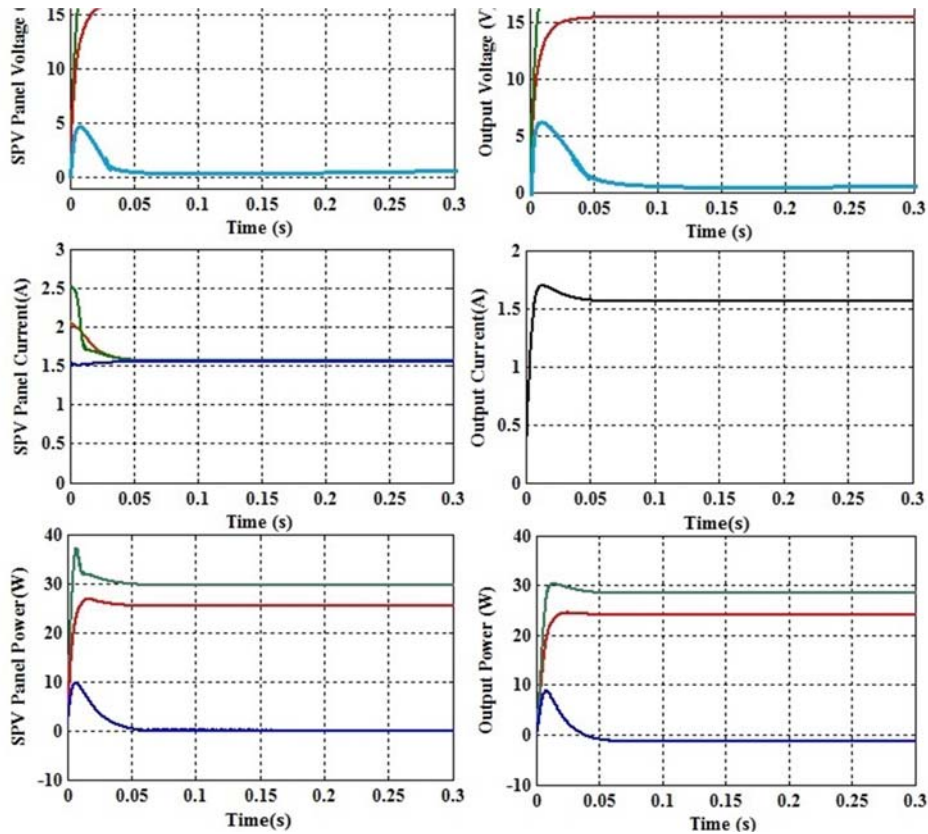 SPV Panel Voltage
15
10
5
0
0 0.05 0.1 0.15 0.2 0.25 0.3
Time (s)
Output Voltage (V)
15
10
5
0
0 0.05 0.1 0.15 0.2 0.25 0.3
Time (s)
SPV Panel Current(A)
3
2.5
2
1.5
1
0.5
0
0 0.05 0.1 0.15 0.2 0.25 0.3
Time (s)
Output Current(A)
2
1.5
1
0.5
0
0 0.05 0.1 0.15 0.2 0.25 0.3
Time(s)
SPV Panel Power(W)
40
30
20
10
0
-10
0 0.05 0.1 0.15 0.2 0.25 0.3
Time(s)
Output Power (W)
40
30
20
10
0
-10
0 0.05 0.1 0.15 0.2 0.25 0.3
Time (s)